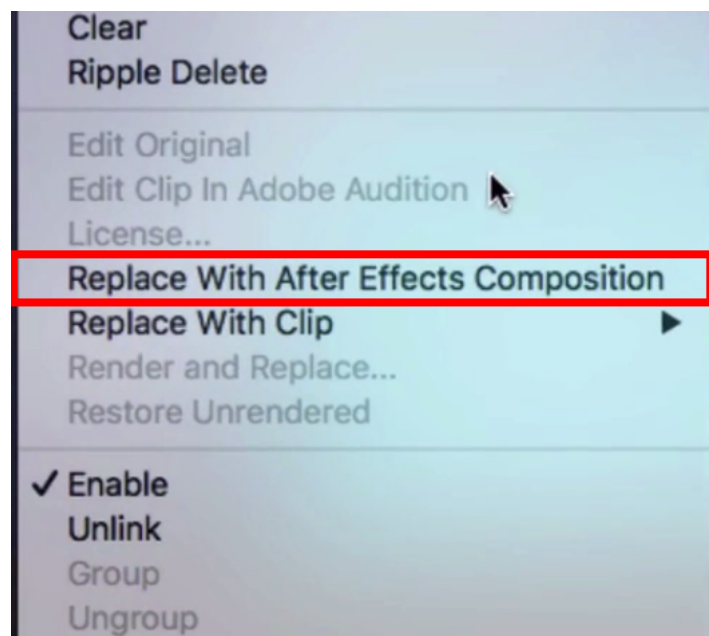 Clear
Ripple Delete
Edit Original
Edit Clip In Adobe Audition
License...
Replace With After Effects Composition
Replace With Clip
Render and Replace...
Restore Unrendered
Enable
Unlink
Group
Ungroup